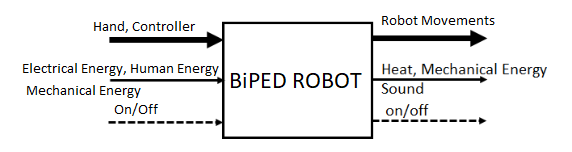 Hand, Controller
Electrical Energy, Human Energy
Mechanical Energy
On/Off
BiPED ROBOT
Robot Movements
Heat, Mechanical Energy
Sound
on/off